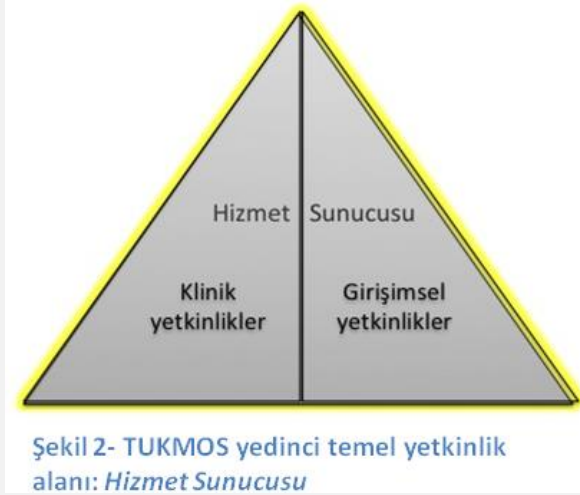 Hizmet Sunucusu
Klinik yetkinlikler
Girişimsel yetkinlikler
Şekil 2- TUKMOS yedinci temel yetkinlik
alanı: Hizmet Sunucusu